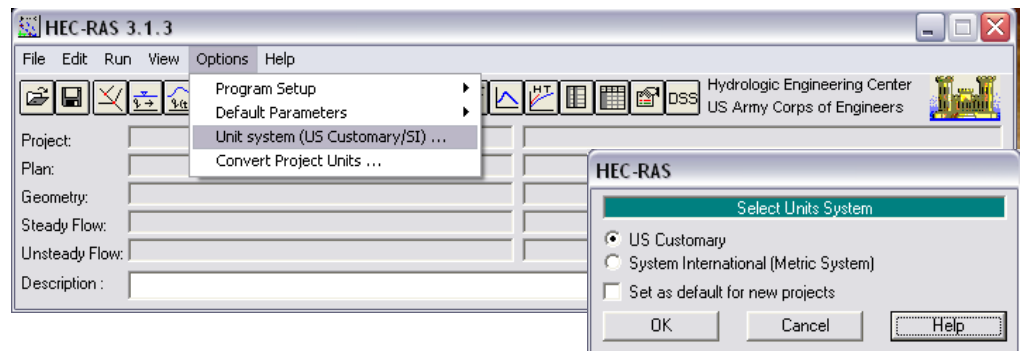 HEC-RAS 3.1.3
File Edit Run View Options Help
Program Setup
Default Parameters
Unit system (US Customary/SI) ...
Convert Project Units ...
HT
DSS
Hydrologic Engineering Center
US Army Corps of Engineers
Project:
Plan:
Geometry:
Steady Flow:
Unsteady Flow:
Description :
HEC-RAS
Select Units System
US Customary
System International (Metric System)
Set as default for new projects
OK Cancel Help